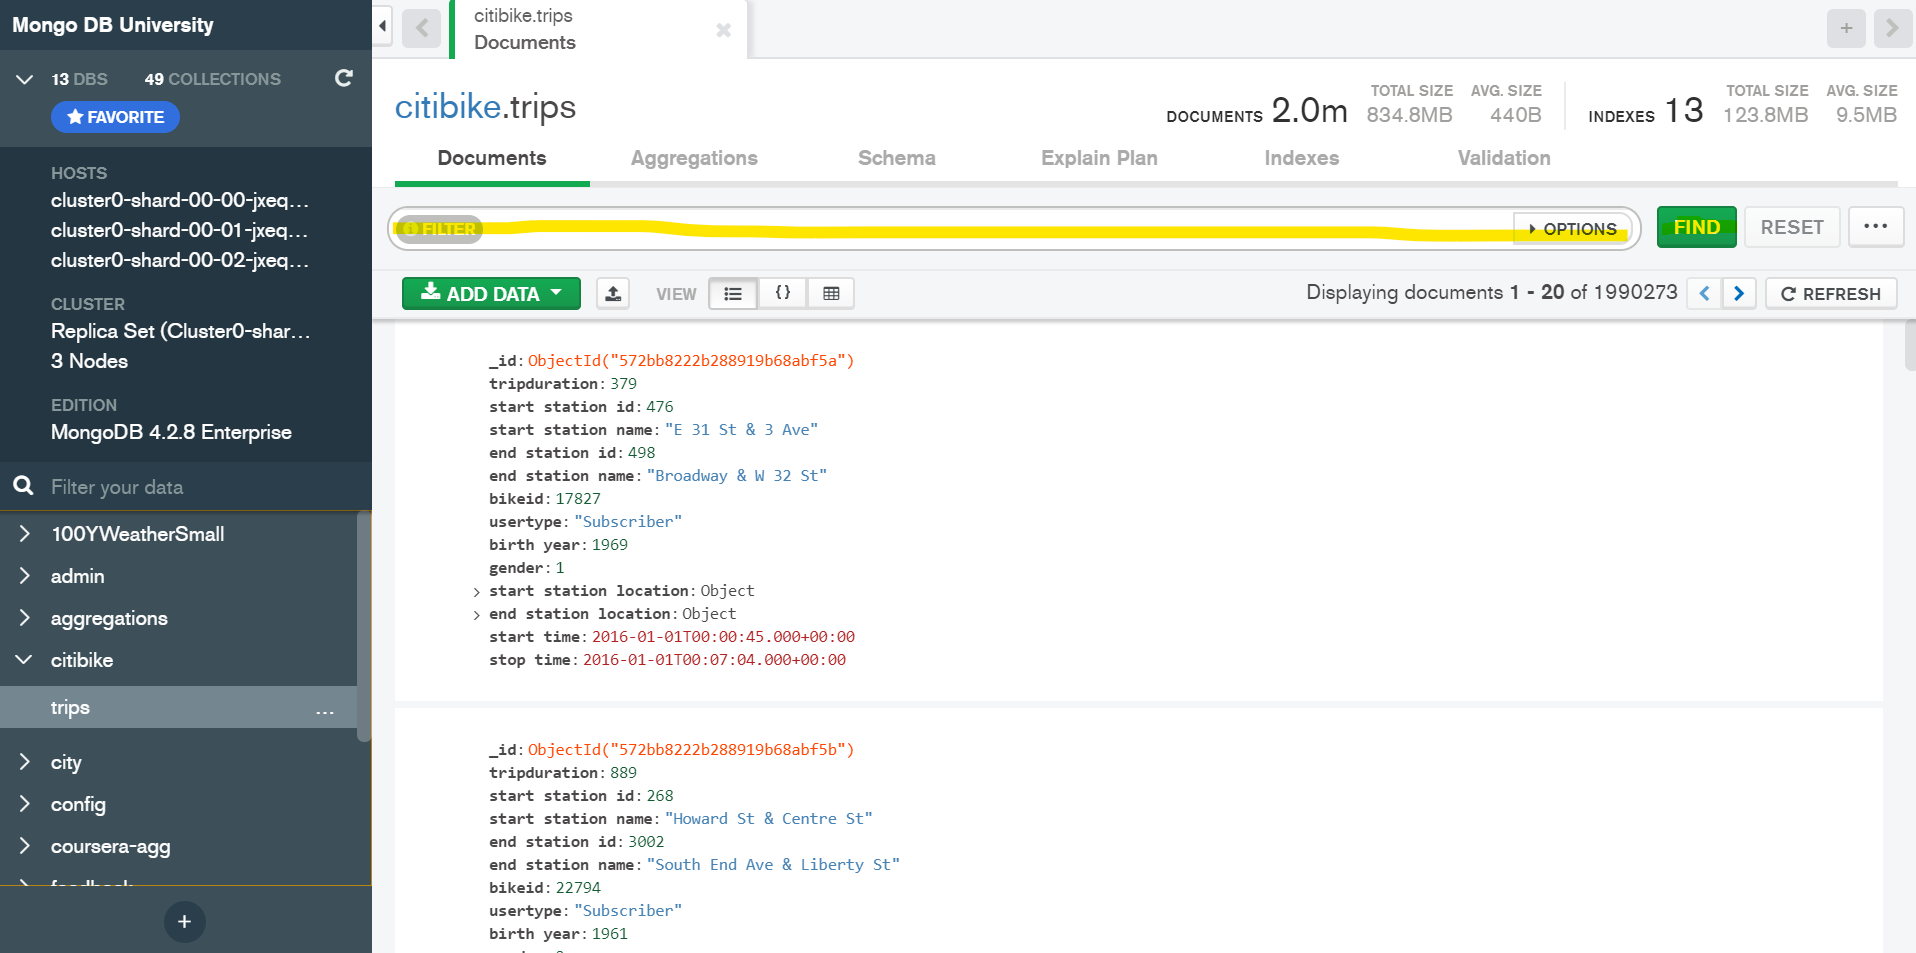 Mongo DB University
13 DBS 49 COLLECTIONS
FAVORITE
HOSTS
cluster0-shard-00-00-jxeq...
cluster0-shard-00-01-jxeq...
cluster0-shard-00-02-jxeq...
CLUSTER
Replica Set (Cluster0-shar...
3 Nodes
EDITION
MongoDB 4.2.8 Enterprise
Filter your data
100YWeatherSmall
admin
aggregations
citibike
trips ...
city
config
coursera-agg
feedback
+
citibike.trips
Documents
citibike.trips
DOCUMENTS 2.0m TOTAL SIZE 834.8MB AVG. SIZE 440B INDEXES 13 TOTAL SIZE 123.8MB AVG. SIZE 9.5MB
Documents Aggregations Schema Explain Plan Indexes Validation
FILTER OPTIONS FIND RESET ...
ADD DATA VIEW {} Displaying documents 1 - 20 of 1990273 REFRESH
_id: ObjectId("572bb8222b288919b68abf5a")
tripduration: 379
start station id: 476
start station name: "E 31 St & 3 Ave"
end station id: 498
end station name: "Broadway & W 32 St"
bikeid: 17827
usertype: "Subscriber"
birth year: 1969
gender: 1
start station location: Object
end station location: Object
start time: 2016-01-01T00:00:45.000+00:00
stop time: 2016-01-01T00:07:04.000+00:00
_id: ObjectId("572bb8222b288919b68abf5b")
tripduration: 889
start station id: 268
start station name: "Howard St & Centre St"
end station id: 3002
end station name: "South End Ave & Liberty St"
bikeid: 22794
usertype: "Subscriber"
birth year: 1961